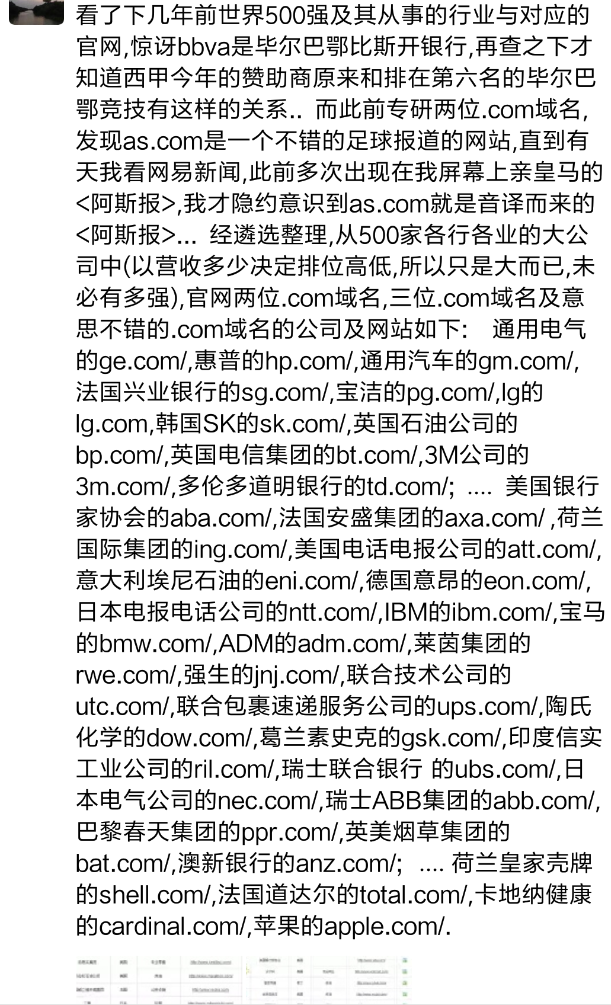 看了下几年前世界500强及其从事的行业与对应的
官网,惊讶bbva是毕尔巴鄂比斯开银行,再查之下才
知道西甲今年的赞助商原来和排在第六名的毕尔巴
鄂竞技有这样的关系.. 而此前专研两位.com域名,
发现as.com是一个不错的足球报道的网站,直到有
天我看网易新闻,此前多次出现在我屏幕上亲皇马的
<阿斯报>,我才隐约意识到as.com就是音译而来的
<阿斯报>... 经遴选整理,从500家各行各业的大公
司中(以营收多少决定排位高低,所以只是大而已,未
必有多强),官网两位.com域名,三位.com域名及意
思不错的.com域名的公司及网站如下: 通用电气
的ge.com/,惠普的hp.com/,通用汽车的gm.com/,
法国兴业银行的sg.com/,宝洁的pg.com/,lg的
lg.com,韩国SK的sk.com/,英国石油公司的
bp.com/,英国电信集团的bt.com/,3M公司的
3m.com/,多伦多道明银行的td.com/; .... 美国银行
家协会的aba.com/,法国安盛集团的axa.com/ ,荷兰
国际集团的ing.com/,美国电话电报公司的att.com/,
意大利埃尼石油的eni.com/,德国意昂的eon.com/,
日本电报电话公司的ntt.com/,IBM的ibm.com/,宝马
的bmw.com/,ADM的adm.com/,莱茵集团的
rwe.com/,强生的jnj.com/,联合技术公司的
utc.com/,联合包裹速递服务公司的ups.com/,陶氏
化学的dow.com/,葛兰素史克的gsk.com/,印度信实
工业公司的ril.com/,瑞士联合银行 的ubs.com/,日
本电气公司的nec.com/,瑞士ABB集团的abb.com/,
巴黎春天集团的ppr.com/,英美烟草集团的
bat.com/,澳新银行的anz.com/; .... 荷兰皇家壳牌
的shell.com/,法国道达尔的total.com/,卡地纳健康
的cardinal.com/,苹果的apple.com/.